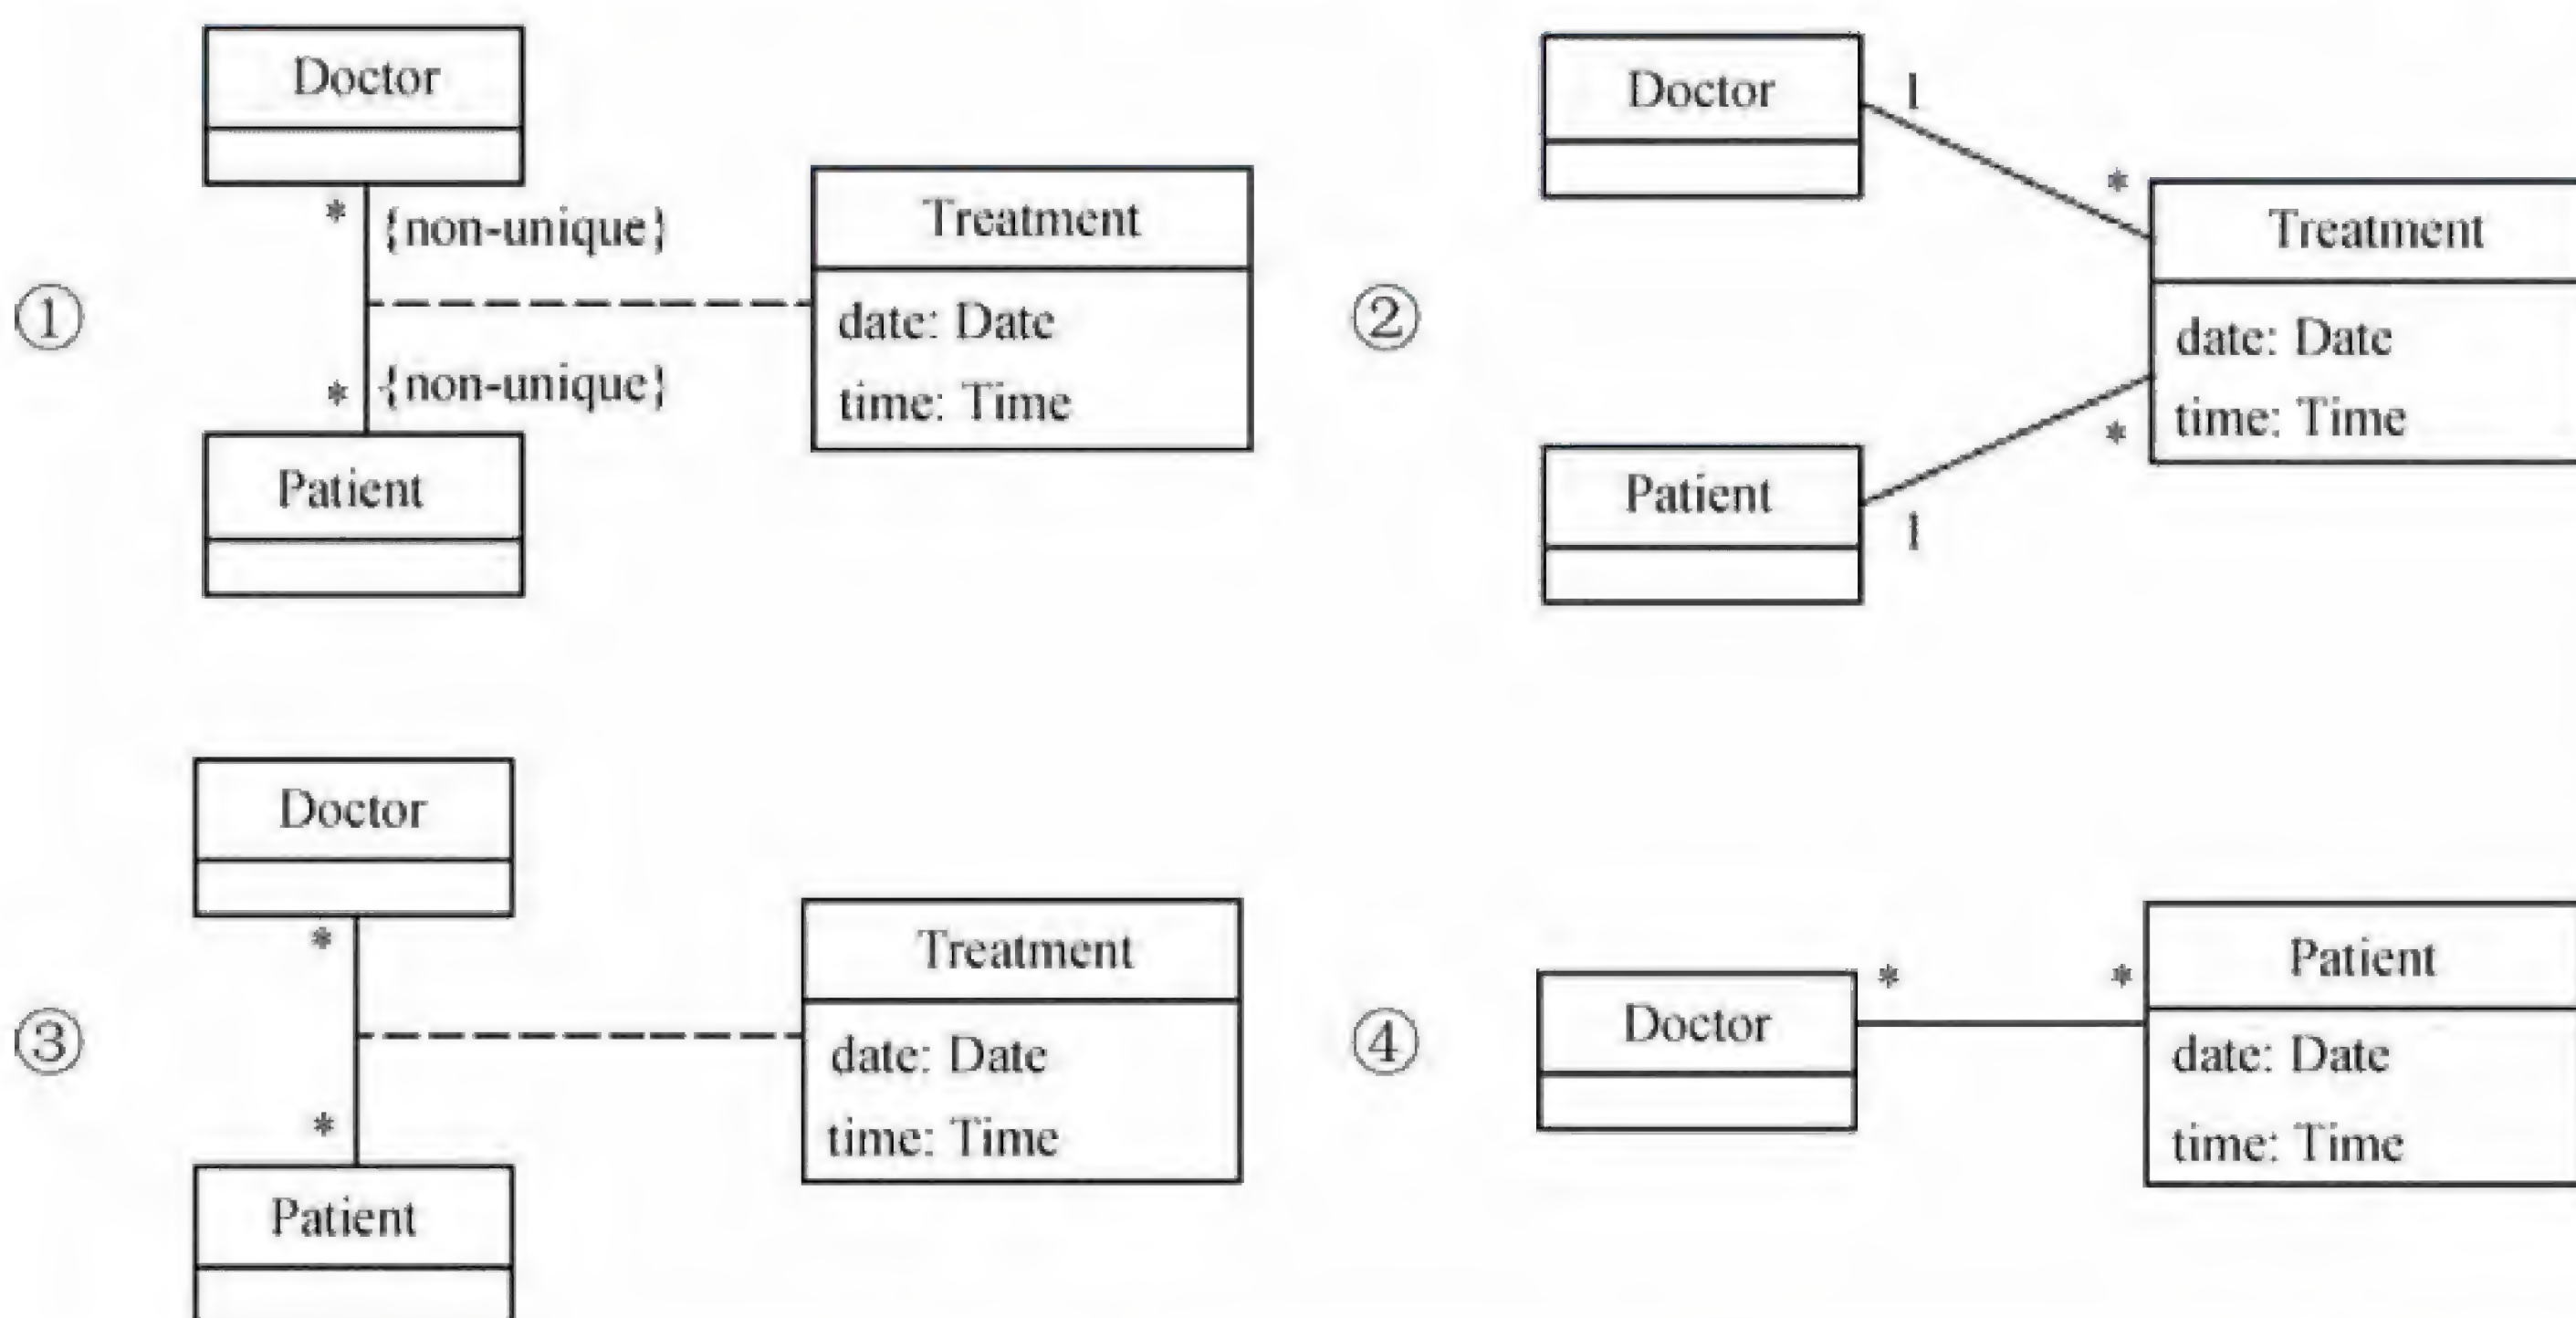 ①
Doctor
*
{non-unique}
*
{non-unique}
Patient
Treatment
date: Date
time: Time
②
Doctor
1
*
Patient
1
*
Treatment
date: Date
time: Time
③
Doctor
*
*
Patient
Treatment
date: Date
time: Time
④
Doctor
*
*
Patient
date: Date
time: Time